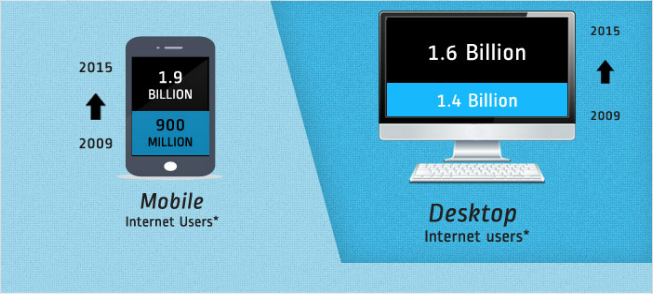 2015
1.9
BILLION
900
MILLION
2009
Mobile
Internet Users*
1.6 Billion
1.4 Billion
2015
2009
Desktop
Internet users*